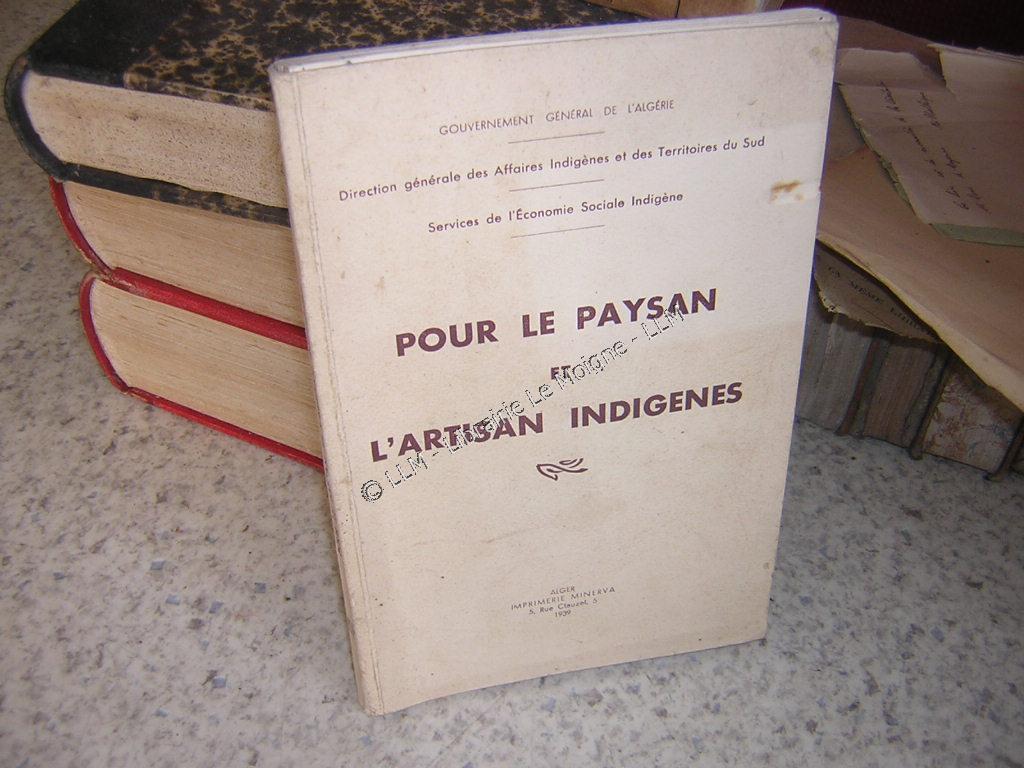 GOUVERNEMENT GÉNÉRAL DE L'ALGÉRIE
Direction générale des Affaires Indigènes et des Territoires du Sud
Services de l'Économie Sociale Indigène
POUR LE PAYSAN
ET
L'ARTISAN INDIGENES
© LLM - Librairie Le Moigne - LLM
ALGER
IMPRIMERIE MINERVA
5, Rue Clauzel, 5
1939